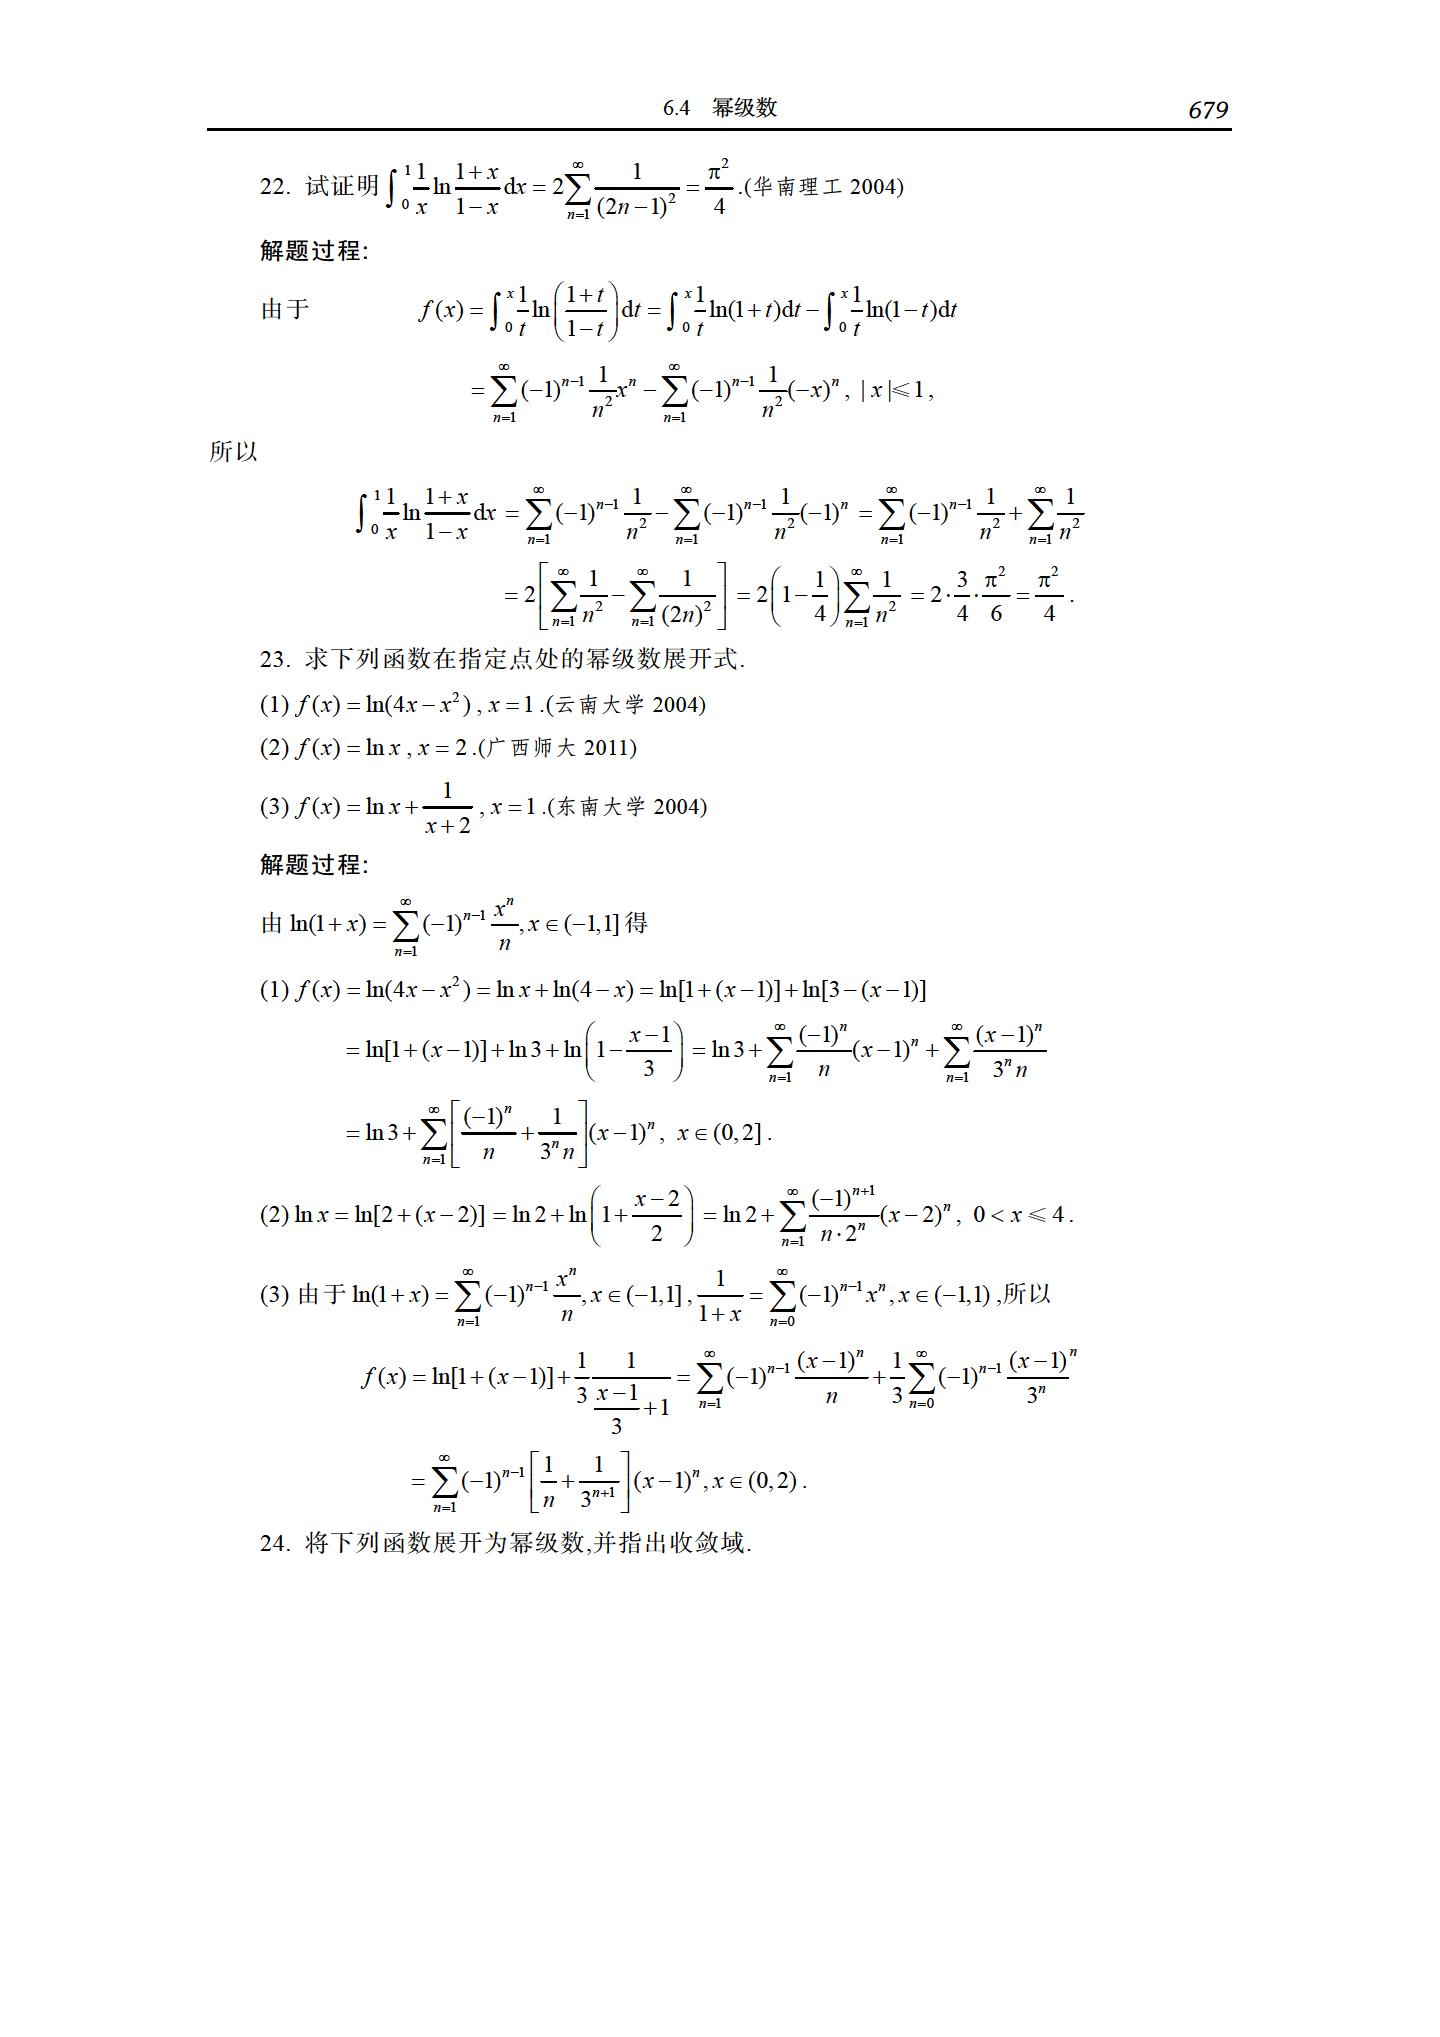 6.4 幂级数 679
22. 试证明 $\int_0^1 \frac{1}{x}\ln\frac{1+x}{1-x}\mathrm{d}x = 2\sum_{n=1}^{\infty}\frac{1}{(2n-1)^2} = \frac{\pi^2}{4}$.(华南理工 2004)
解题过程:
由于 $f(x) = \int_0^x \frac{1}{t}\ln\left(\frac{1+t}{1-t}\right)\mathrm{d}t = \int_0^x \frac{1}{t}\ln(1+t)\mathrm{d}t - \int_0^x \frac{1}{t}\ln(1-t)\mathrm{d}t$
$= \sum_{n=1}^{\infty}(-1)^{n-1}\frac{1}{n^2}x^n - \sum_{n=1}^{\infty}(-1)^{n-1}\frac{1}{n^2}(-x)^n, \ |x| \leqslant 1,$
所以
$\int_0^1 \frac{1}{x}\ln\frac{1+x}{1-x}\mathrm{d}x = \sum_{n=1}^{\infty}(-1)^{n-1}\frac{1}{n^2} - \sum_{n=1}^{\infty}(-1)^{n-1}\frac{1}{n^2}(-1)^n = \sum_{n=1}^{\infty}(-1)^{n-1}\frac{1}{n^2} + \sum_{n=1}^{\infty}\frac{1}{n^2}$
$= 2\left[\sum_{n=1}^{\infty}\frac{1}{n^2} - \sum_{n=1}^{\infty}\frac{1}{(2n)^2}\right] = 2\left(1-\frac{1}{4}\right)\sum_{n=1}^{\infty}\frac{1}{n^2} = 2\cdot\frac{3}{4}\cdot\frac{\pi^2}{6} = \frac{\pi^2}{4}.$
23. 求下列函数在指定点处的幂级数展开式.
(1) $f(x) = \ln(4x-x^2)$, $x=1$.(云南大学 2004)
(2) $f(x) = \ln x$, $x=2$.(广西师大 2011)
(3) $f(x) = \ln x + \frac{1}{x+2}$, $x=1$.(东南大学 2004)
解题过程:
由 $\ln(1+x) = \sum_{n=1}^{\infty}(-1)^{n-1}\frac{x^n}{n}, x\in(-1,1]$ 得
(1) $f(x) = \ln(4x-x^2) = \ln x + \ln(4-x) = \ln[1+(x-1)] + \ln[3-(x-1)]$
$= \ln[1+(x-1)] + \ln 3 + \ln\left(1-\frac{x-1}{3}\right) = \ln 3 + \sum_{n=1}^{\infty}\frac{(-1)^n}{n}(x-1)^n + \sum_{n=1}^{\infty}\frac{(x-1)^n}{3^n n}$
$= \ln 3 + \sum_{n=1}^{\infty}\left[\frac{(-1)^n}{n} + \frac{1}{3^n n}\right](x-1)^n, \ x\in(0,2].$
(2) $\ln x = \ln[2+(x-2)] = \ln 2 + \ln\left(1+\frac{x-2}{2}\right) = \ln 2 + \sum_{n=1}^{\infty}\frac{(-1)^{n+1}}{n\cdot 2^n}(x-2)^n, \ 0<x\leqslant 4.$
(3) 由于 $\ln(1+x) = \sum_{n=1}^{\infty}(-1)^{n-1}\frac{x^n}{n}, x\in(-1,1]$, $\frac{1}{1+x} = \sum_{n=0}^{\infty}(-1)^{n-1}x^n, x\in(-1,1)$,所以
$f(x) = \ln[1+(x-1)] + \frac{1}{3}\frac{1}{\frac{x-1}{3}+1} = \sum_{n=1}^{\infty}(-1)^{n-1}\frac{(x-1)^n}{n} + \frac{1}{3}\sum_{n=0}^{\infty}(-1)^{n-1}\frac{(x-1)^n}{3^n}$
$= \sum_{n=1}^{\infty}(-1)^{n-1}\left[\frac{1}{n} + \frac{1}{3^{n+1}}\right](x-1)^n, x\in(0,2).$
24. 将下列函数展开为幂级数,并指出收敛域.